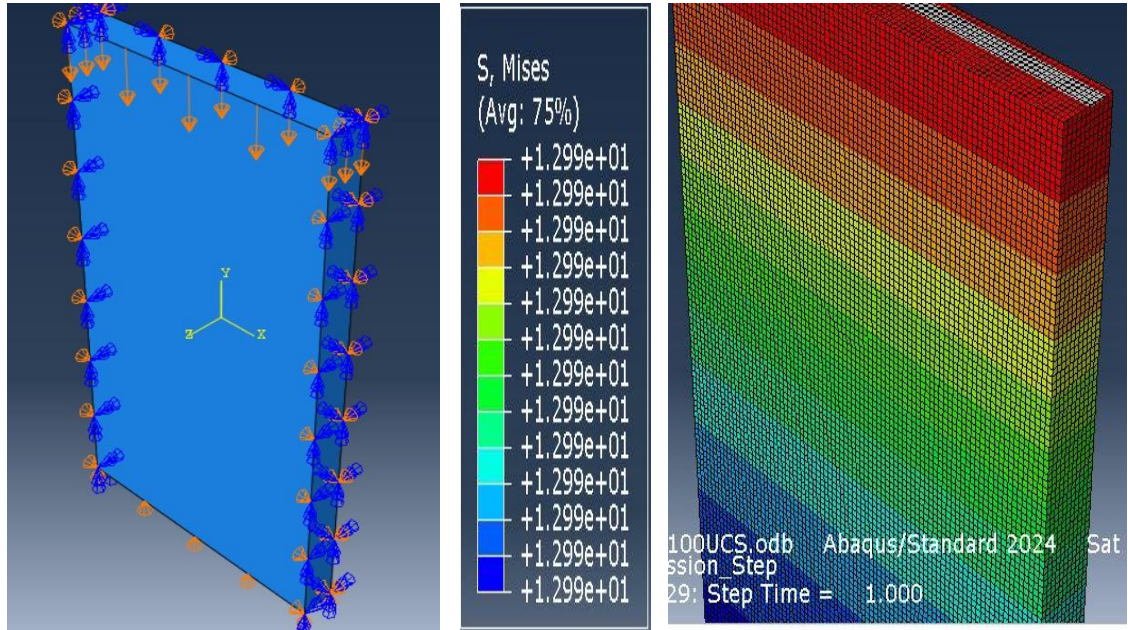 Y
Z
X
S, Mises
(Avg: 75%)
+1.299e+01
+1.299e+01
+1.299e+01
+1.299e+01
+1.299e+01
+1.299e+01
+1.299e+01
+1.299e+01
+1.299e+01
+1.299e+01
+1.299e+01
+1.299e+01
+1.299e+01
100UCS.odb Abaqus/Standard 2024 Sat
ssion_Step
29: Step Time = 1.000